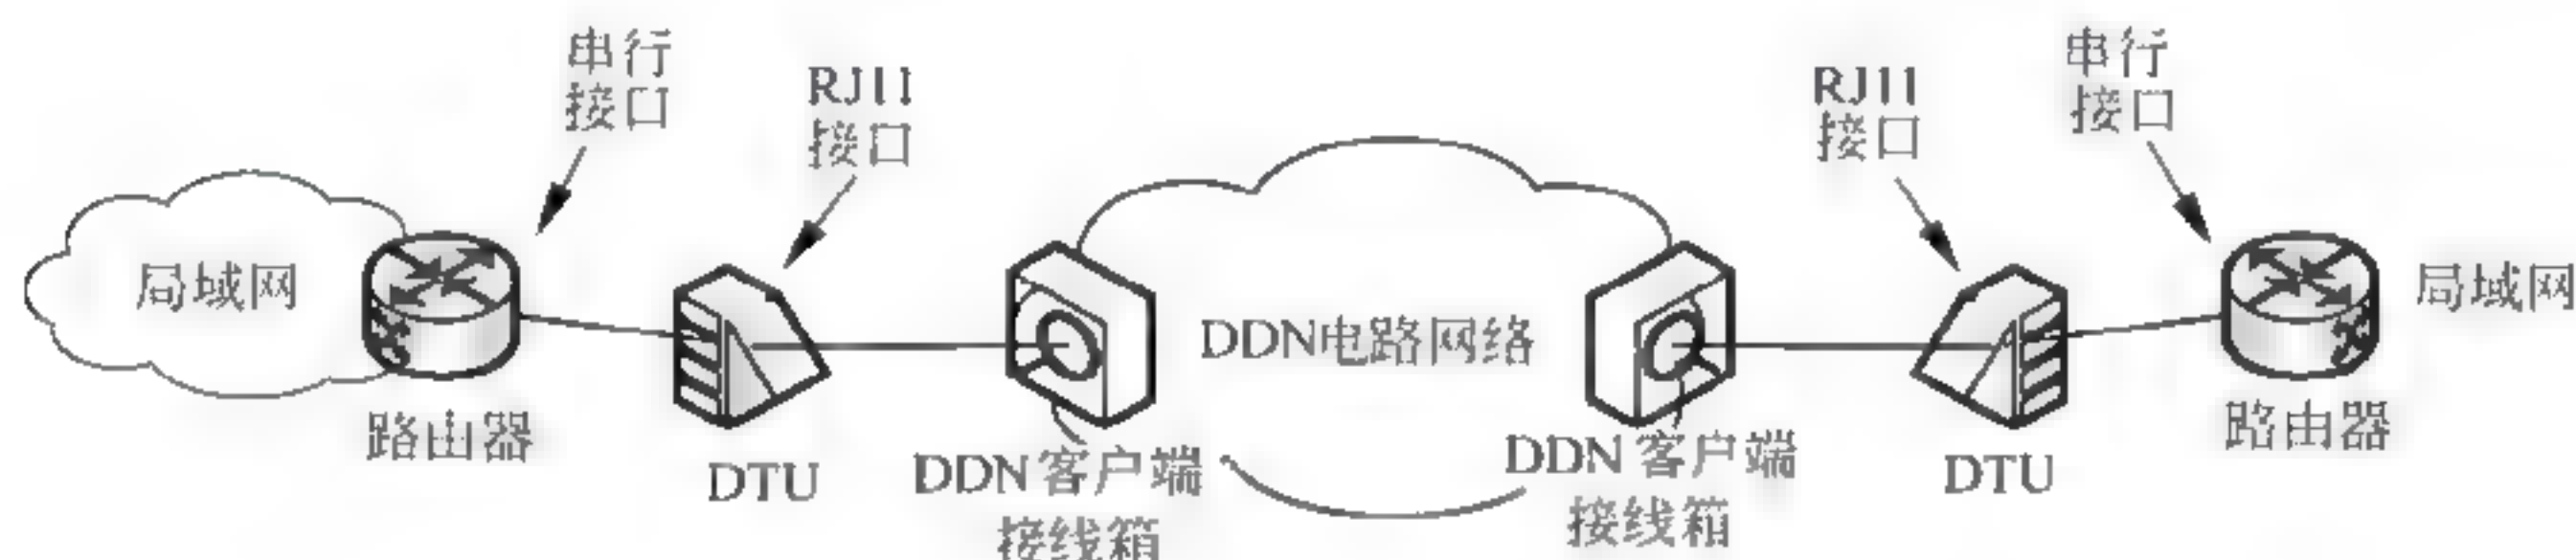 串行
接口
RJ11
接口
RJ11
接口
串行
接口
局域网
DDN电路网络
局域网
路由器
DTU
DDN客户端
接线箱
DDN客户端
接线箱
DTU
路由器